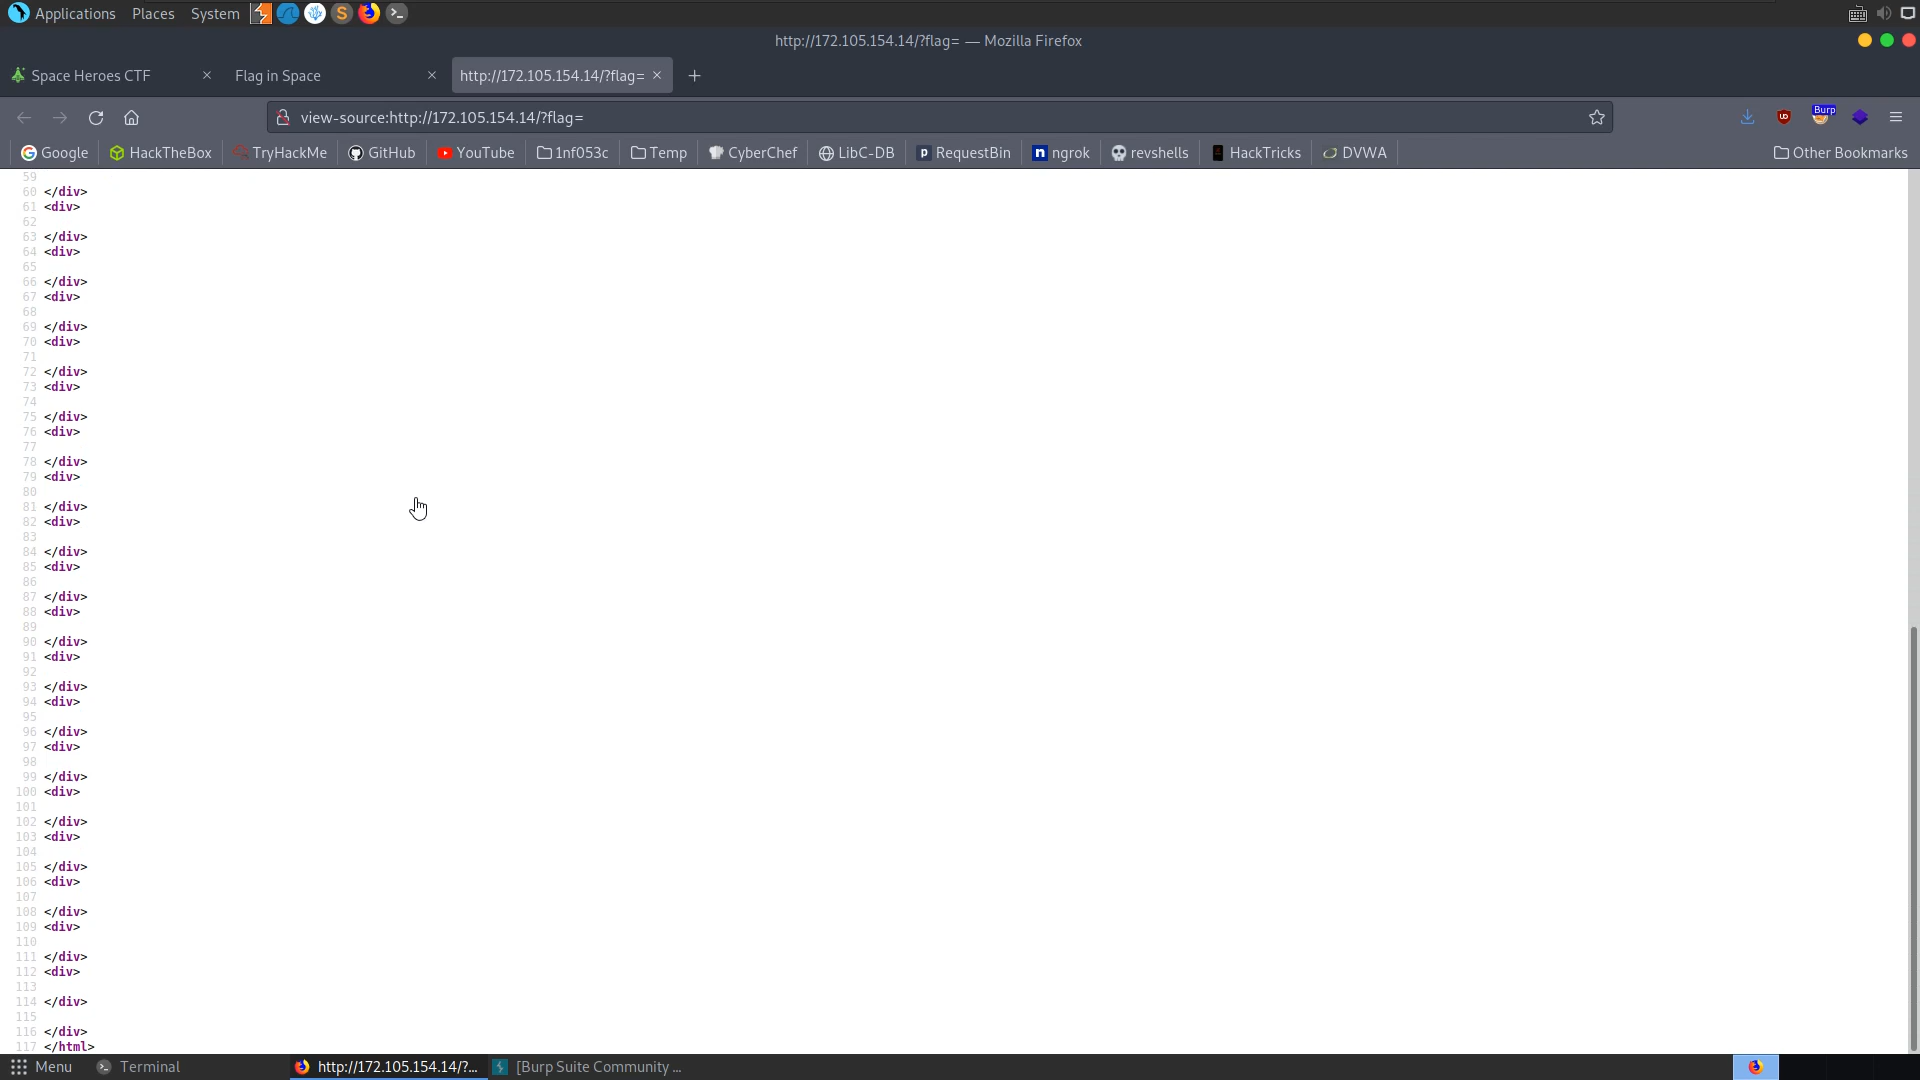 Applications Places System
http://172.105.154.14/?flag= — Mozilla Firefox
Space Heroes CTF
Flag in Space
http://172.105.154.14/?flag=
view-source:http://172.105.154.14/?flag=
Burp
Google HackTheBox TryHackMe GitHub YouTube 1nf053c Temp CyberChef LibC-DB RequestBin ngrok revshells HackTricks DVWA Other Bookmarks
59
60 </div>
61 <div>
62
63 </div>
64 <div>
65
66 </div>
67 <div>
68
69 </div>
70 <div>
71
72 </div>
73 <div>
74
75 </div>
76 <div>
77
78 </div>
79 <div>
80
81 </div>
82 <div>
83
84 </div>
85 <div>
86
87 </div>
88 <div>
89
90 </div>
91 <div>
92
93 </div>
94 <div>
95
96 </div>
97 <div>
98
99 </div>
100 <div>
101
102 </div>
103 <div>
104
105 </div>
106 <div>
107
108 </div>
109 <div>
110
111 </div>
112 <div>
113
114 </div>
115
116 </div>
117 </html>
Menu Terminal http://172.105.154.14/?... [Burp Suite Community ...